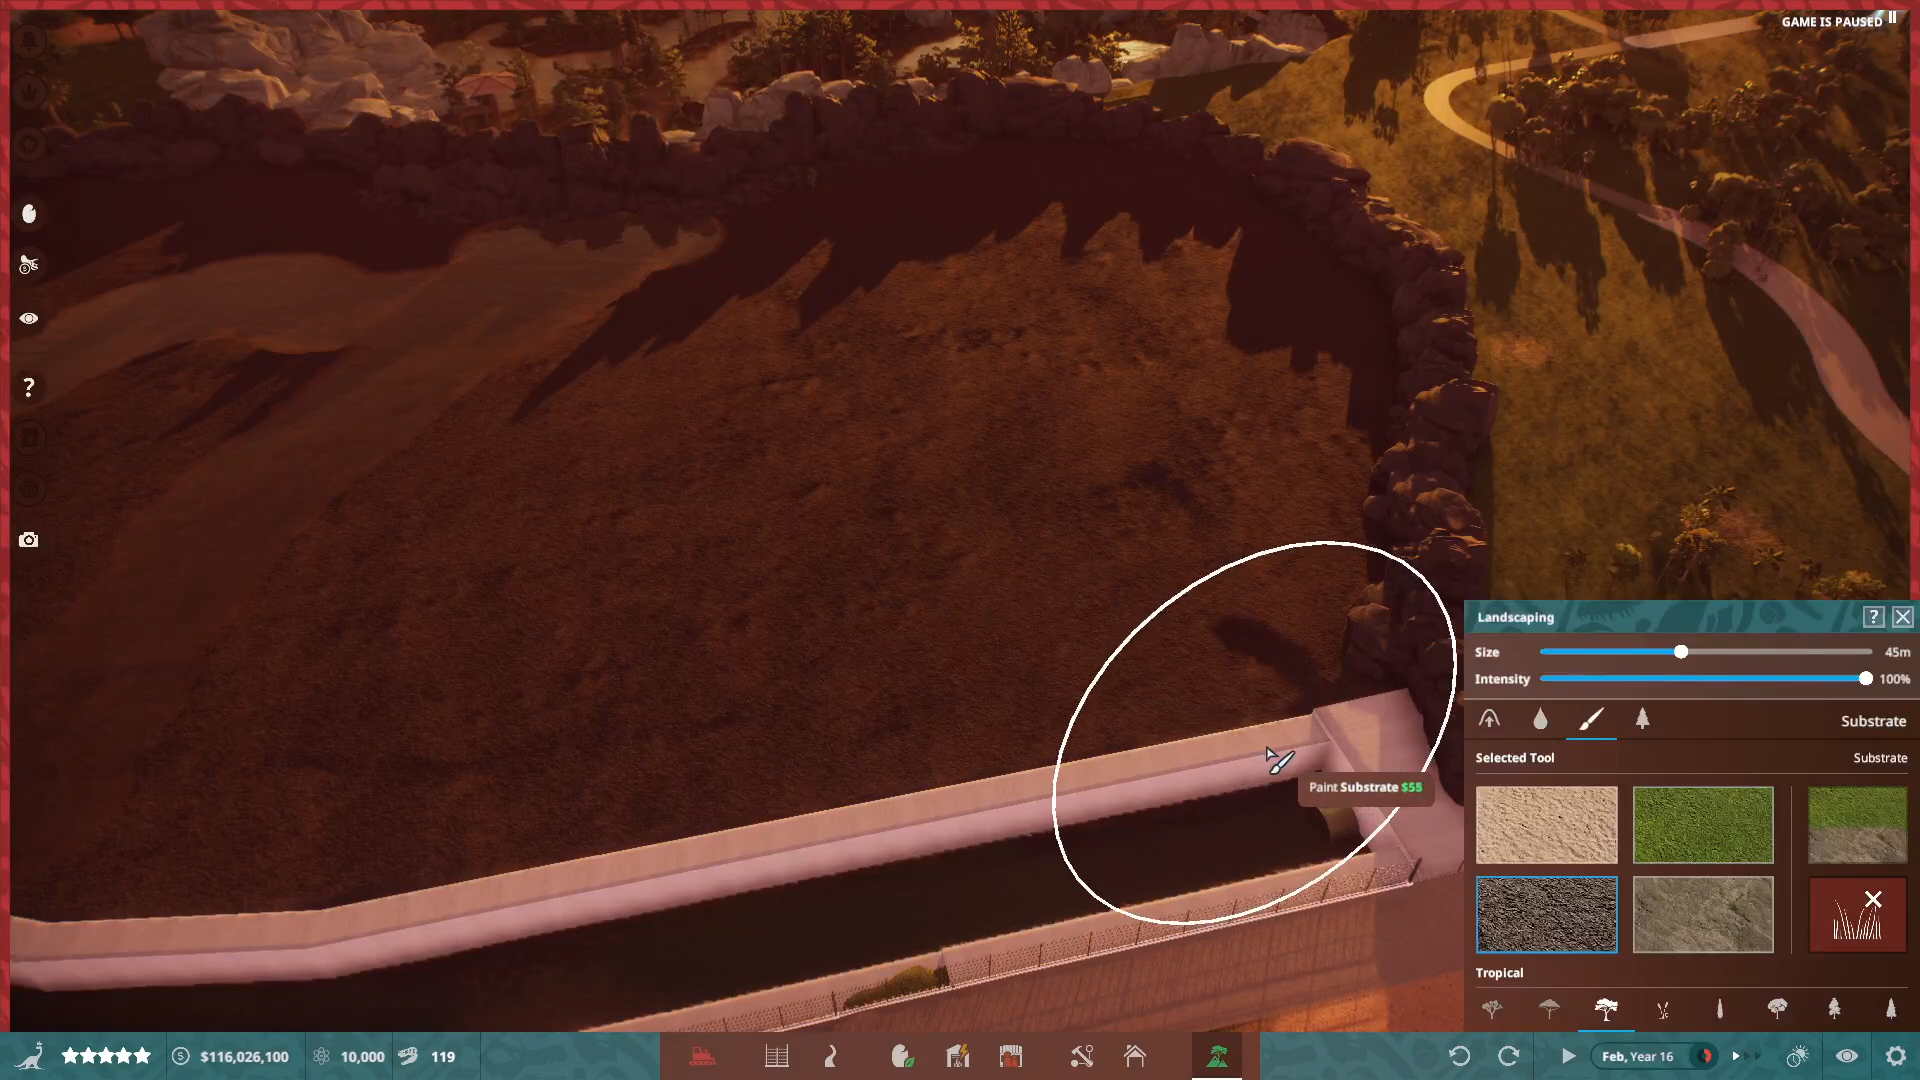 GAME IS PAUSED
?
Landscaping
?
Size 45m
Intensity 100%
Substrate
Selected Tool Substrate
Paint Substrate $55
Tropical
$116,026,100 10,000 119 Feb, Year 16